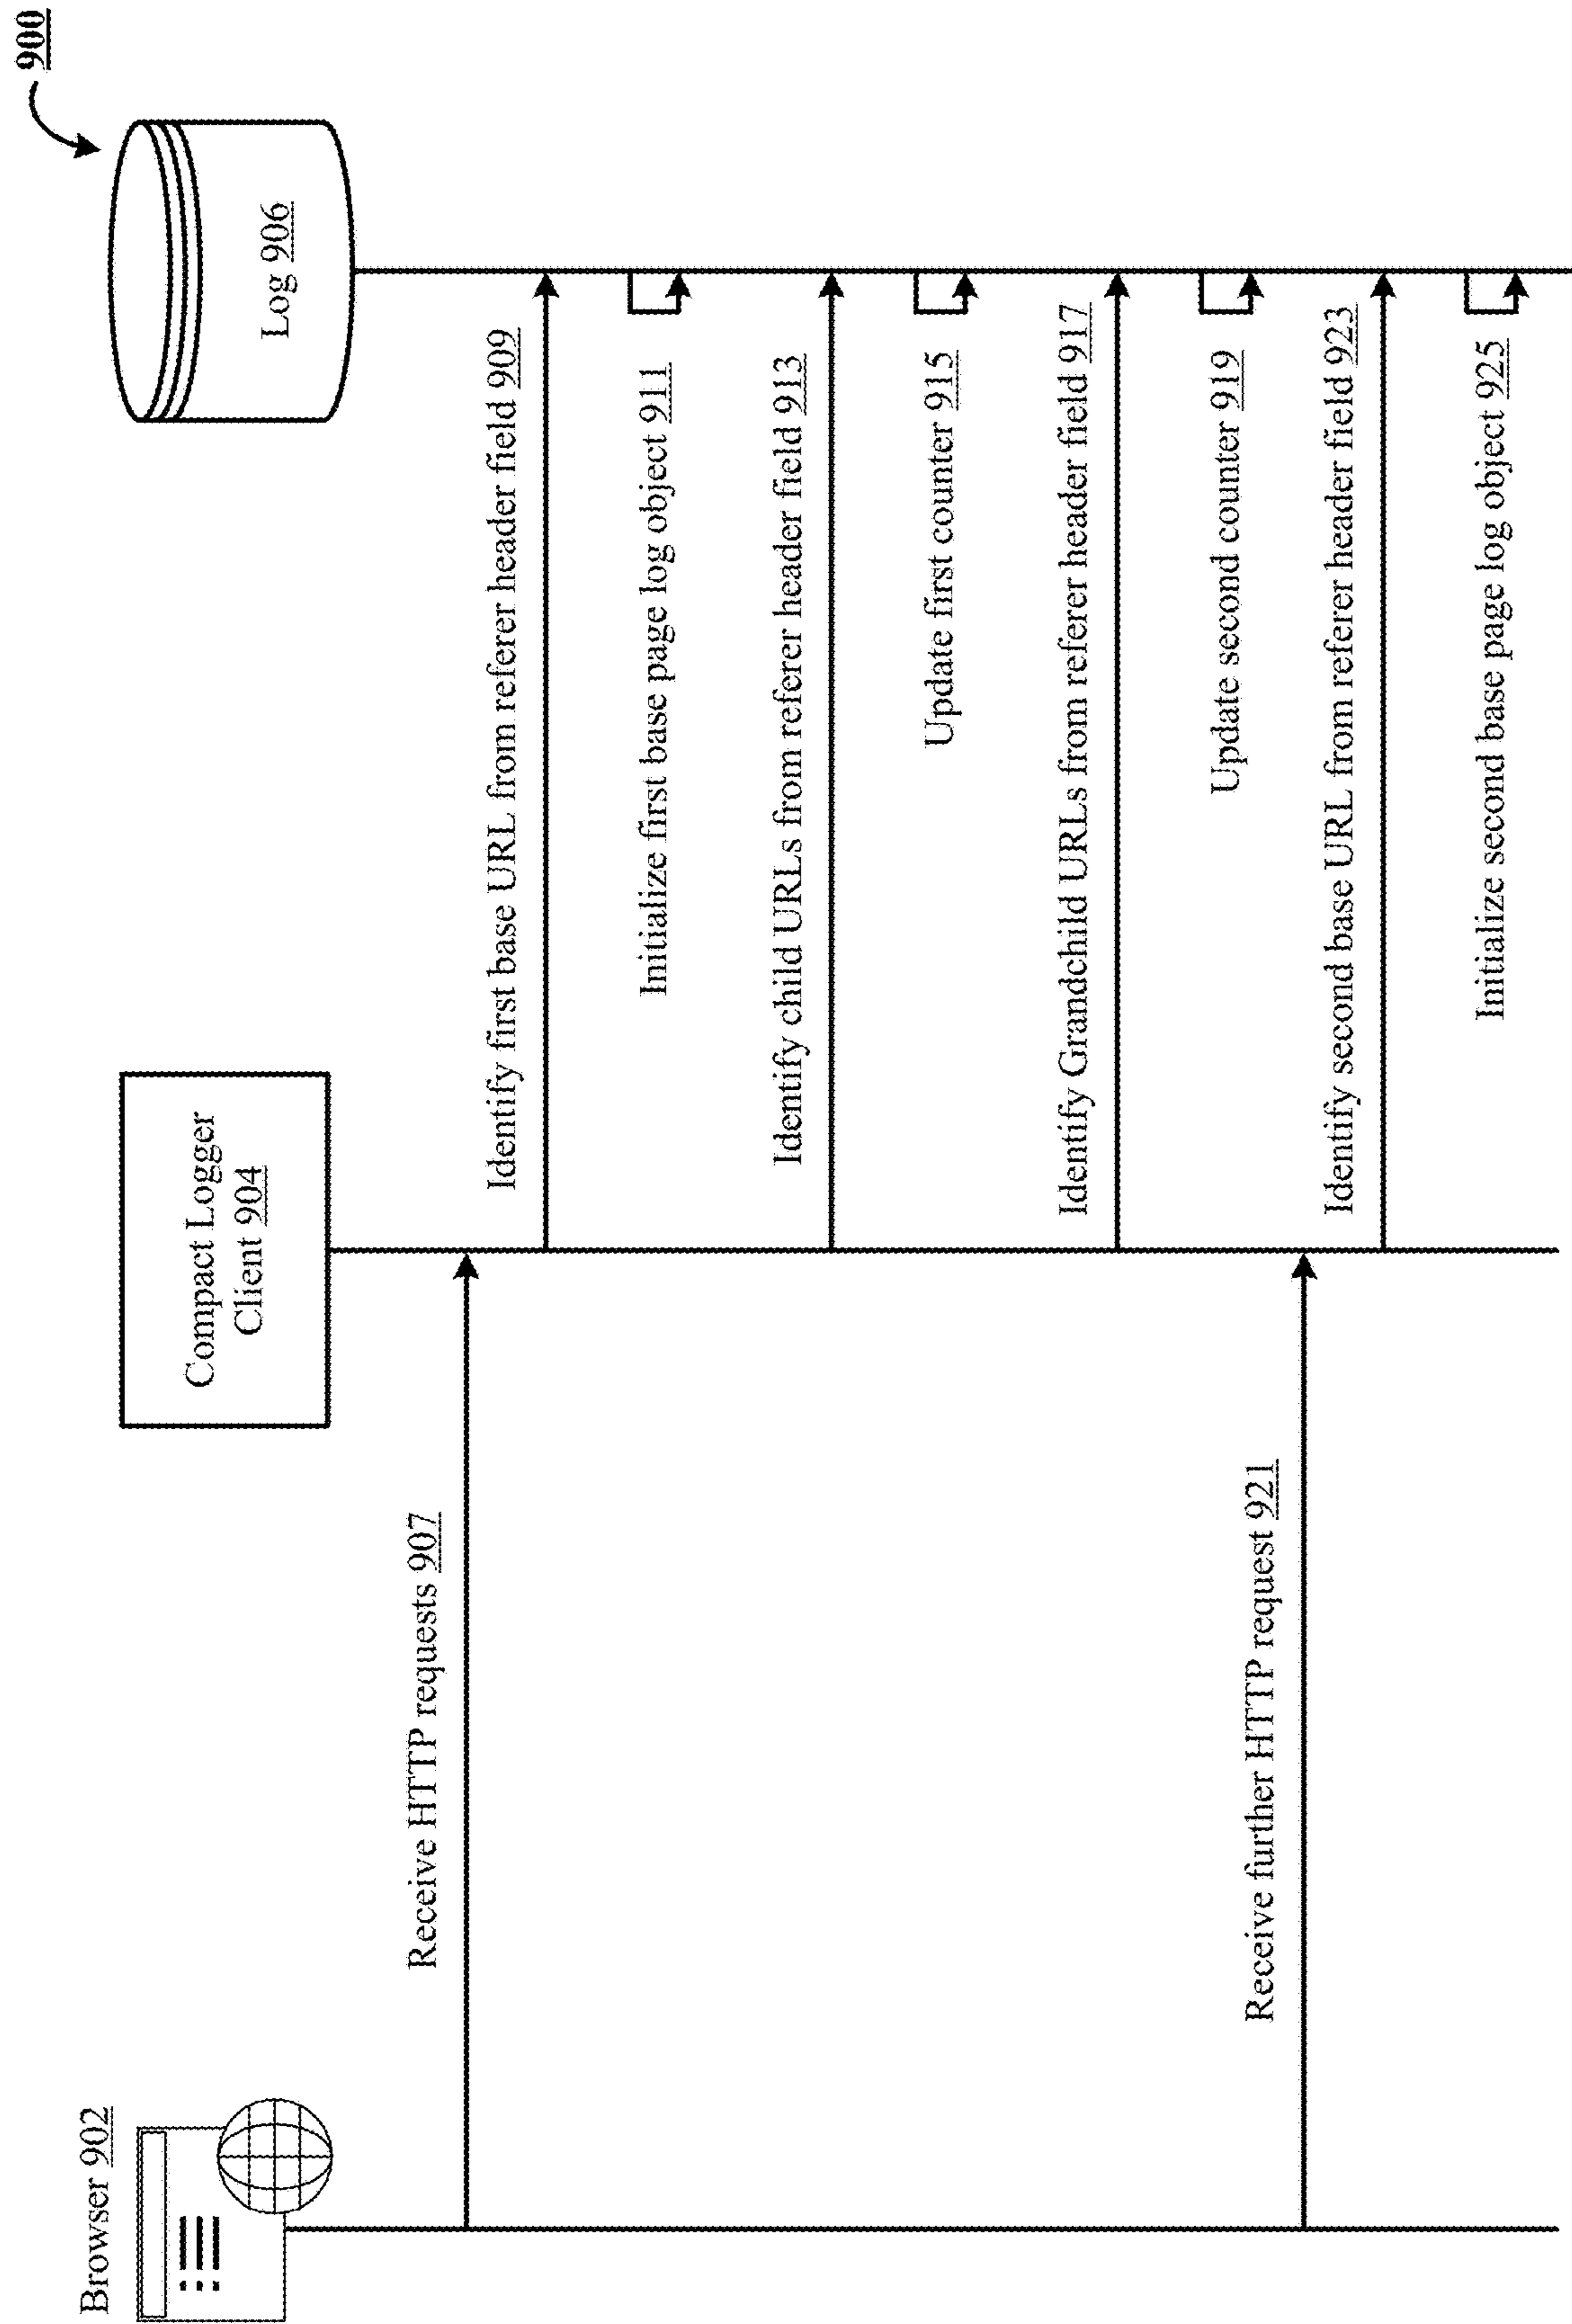 900
Browser 902
Compact Logger
Client 904
Log 906
Receive HTTP requests 907
Identify first base URL from referer header field 909
Initialize first base page log object 911
Identify child URLs from referer header field 913
Update first counter 915
Identify Grandchild URLs from referer header field 917
Update second counter 919
Receive further HTTP request 921
Identify second base URL from referer header field 923
Initialize second base page log object 925